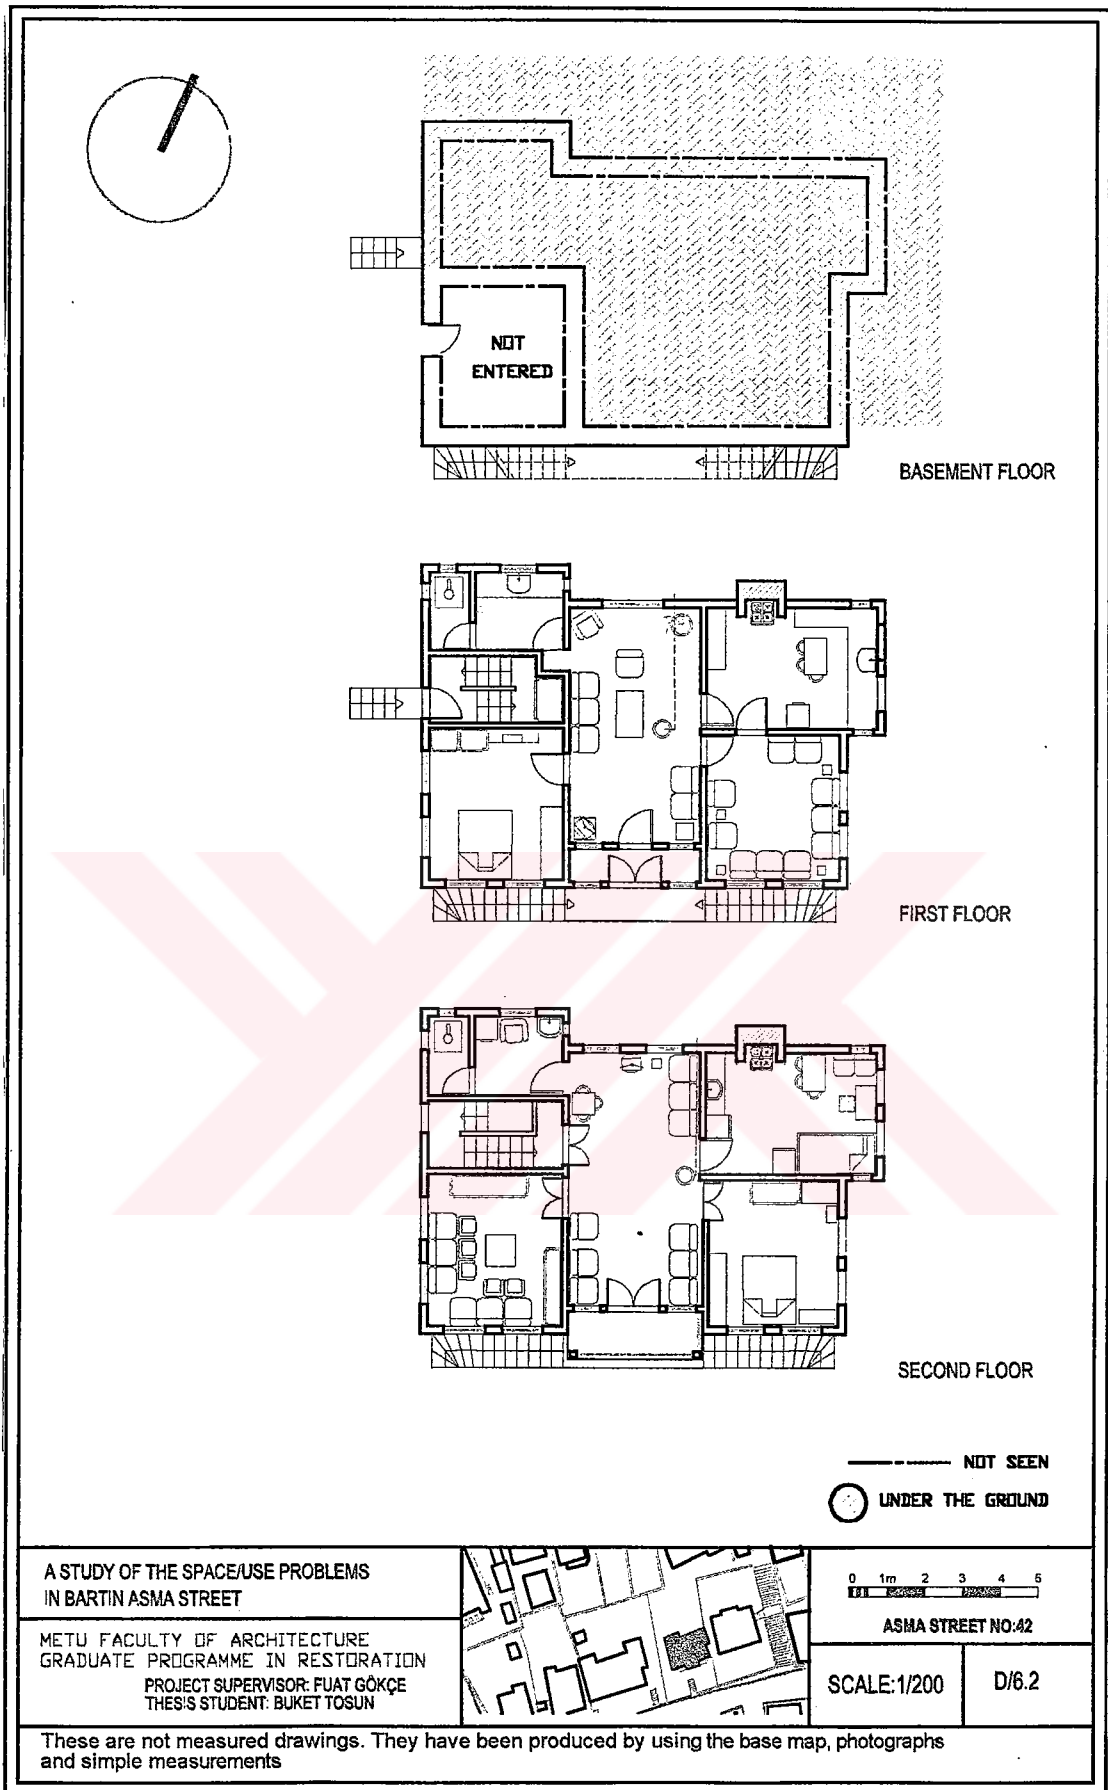 NOT
ENTERED
BASEMENT FLOOR
FIRST FLOOR
SECOND FLOOR
NOT SEEN
UNDER THE GROUND
A STUDY OF THE SPACE/USE PROBLEMS
IN BARTIN ASMA STREET
METU FACULTY OF ARCHITECTURE
GRADUATE PROGRAMME IN RESTORATION
PROJECT SUPERVISOR: FUAT GÖKÇE
THESIS STUDENT: BUKET TOSUN
0 1m 2 3 4 5
ASMA STREET NO:42
SCALE:1/200
D/6.2
These are not measured drawings. They have been produced by using the base map, photographs
and simple measurements